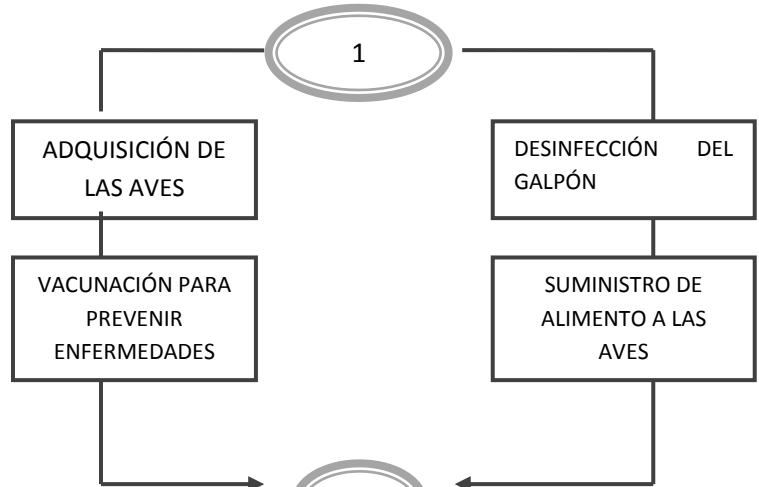 1
ADQUISICIÓN DE
LAS AVES
VACUNACIÓN PARA
PREVENIR
ENFERMEDADES
DESINFECCIÓN DEL
GALPÓN
SUMINISTRO DE
ALIMENTO A LAS
AVES